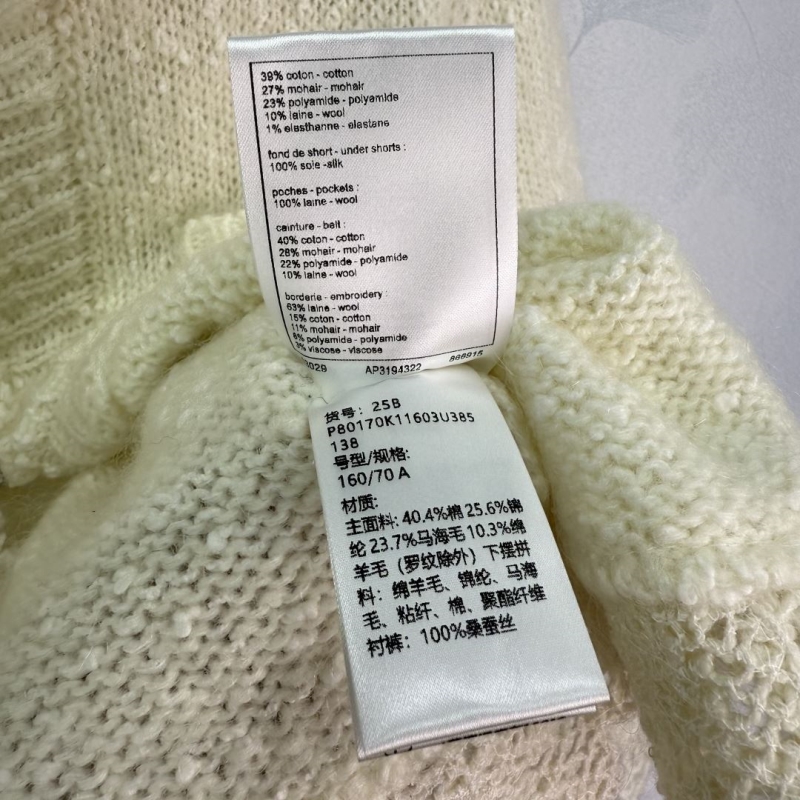 39% coton - cotton
27% mohair - mohair
23% polyamide - polyamide
10% laine - wool
1% elasthanne - elastane
fond de short - under shorts :
100% soie -silk
poches - pockets :
100% laine - wool
ceinture - belt :
40% coton - cotton
28% mohair - mohair
22% polyamide - polyamide
10% laine - wool
borderie - embroidery :
63% laine - wool
15% coton - cotton
11% mohair - mohair
8% polyamide - polyamide
3% viscose - viscose
029 AP3194322 866915
货号: 25B
P80170K11603U385
138
号型/规格:
160/70 A
材质:
主面料: 40.4%棉 25.6%锦
纶 23.7%马海毛 10.3%绵
羊毛（罗纹除外）下摆拼
料：绵羊毛、锦纶、马海
毛、粘纤、棉、聚酯纤维
衬裤：100%桑蚕丝